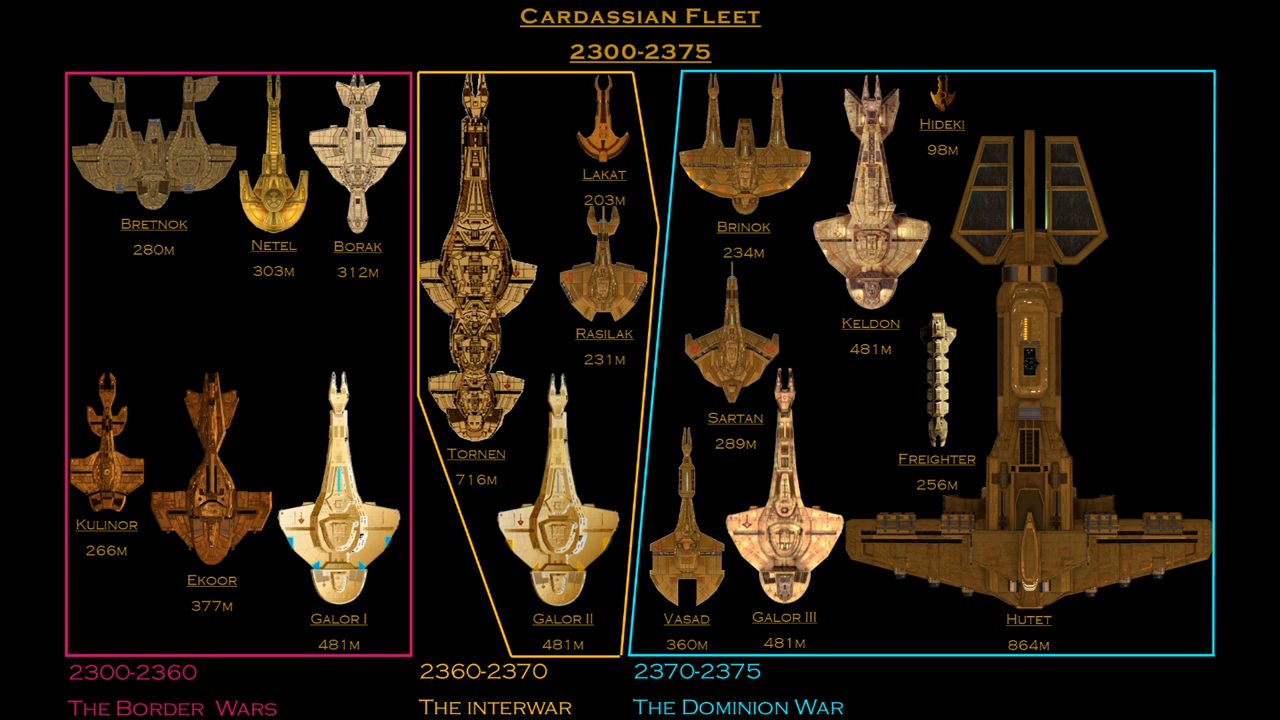 Cardassian Fleet
2300-2375
Bretnok
280m
Netel
303m
Borak
312m
Kulinor
266m
Ekoor
377m
Galor I
481m
2300-2360
The Border Wars
Lakat
203m
Rasilak
231m
Tornen
716m
Galor II
481m
2360-2370
The interwar
Brinok
234m
Keldon
481m
Hideki
98m
Sartan
289m
Freighter
256m
Vasad
360m
Galor III
481m
Hutet
864m
2370-2375
The Dominion War